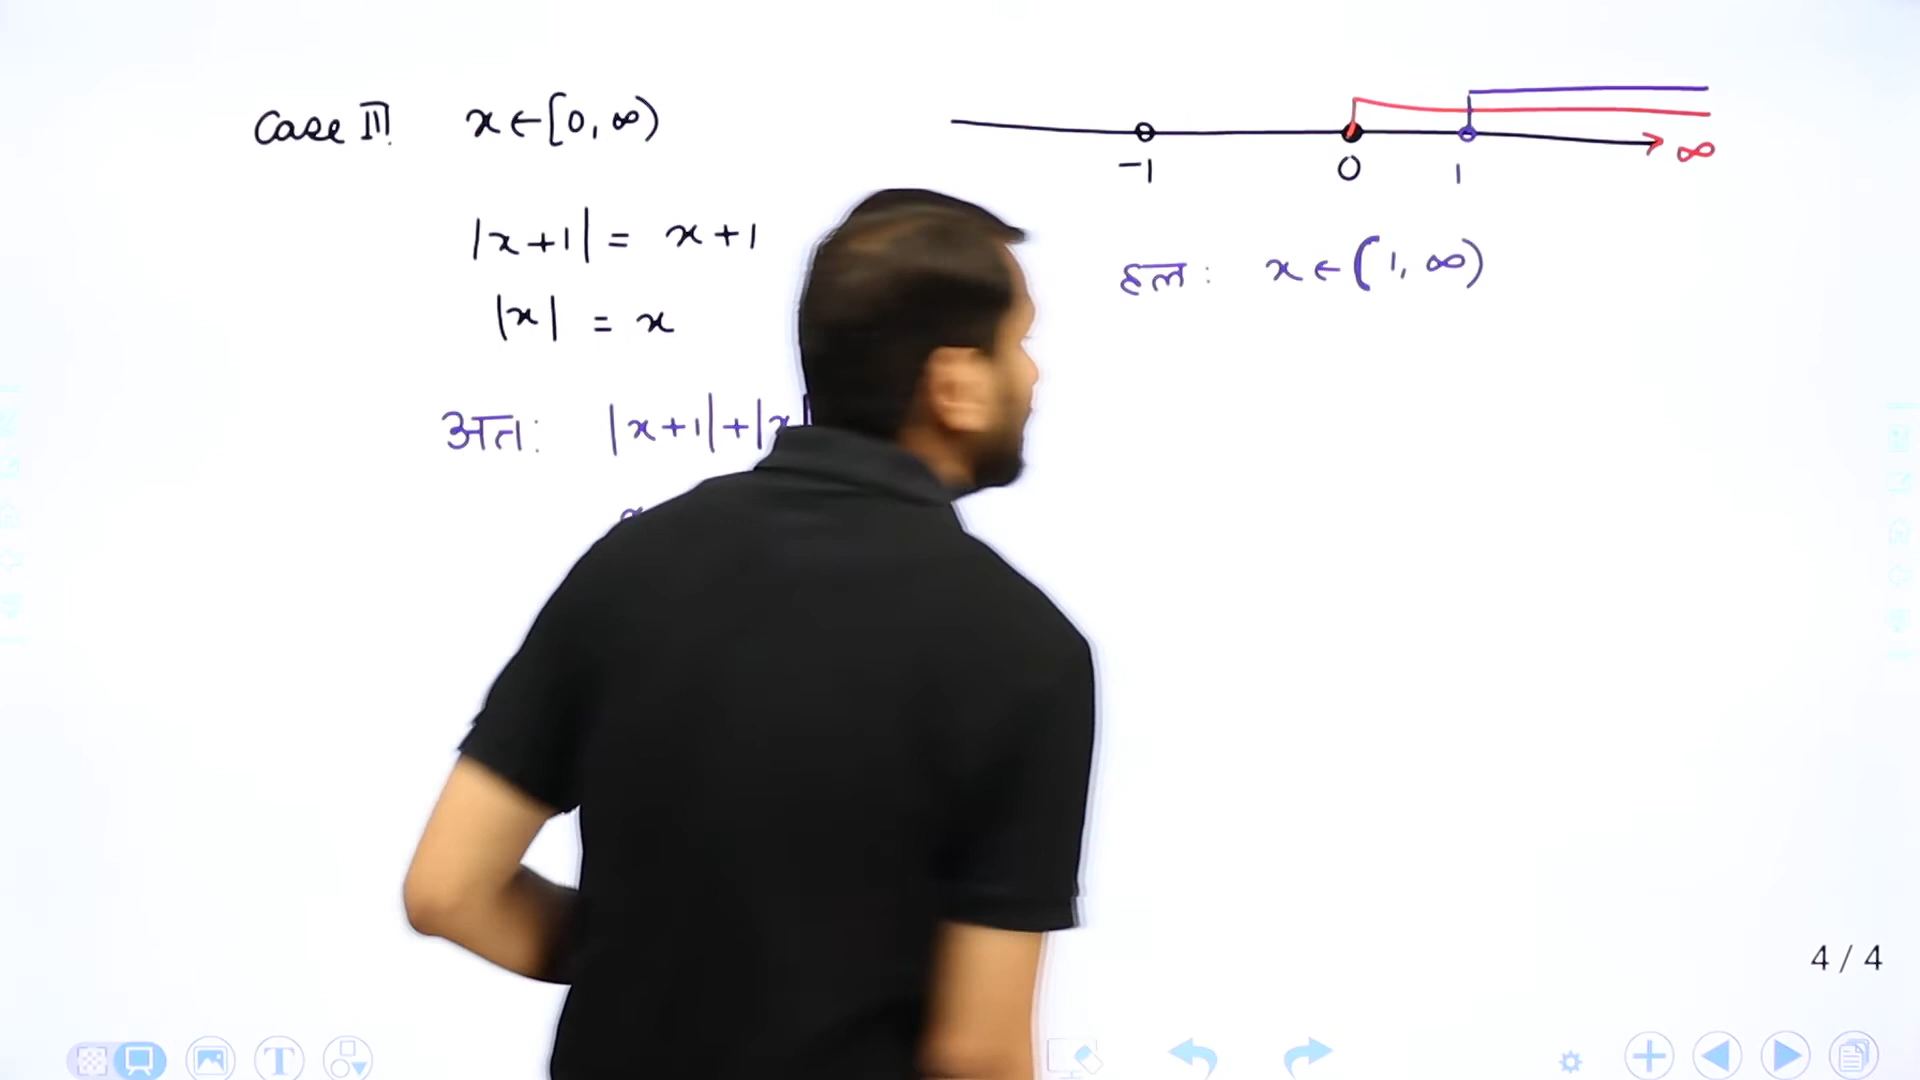 Case III x ∈ [0, ∞)
-1 0 1 ∞
|x+1| = x+1
|x| = x
हल: x ∈ (1, ∞)
अत: |x+1|+|x|
4 / 4
T